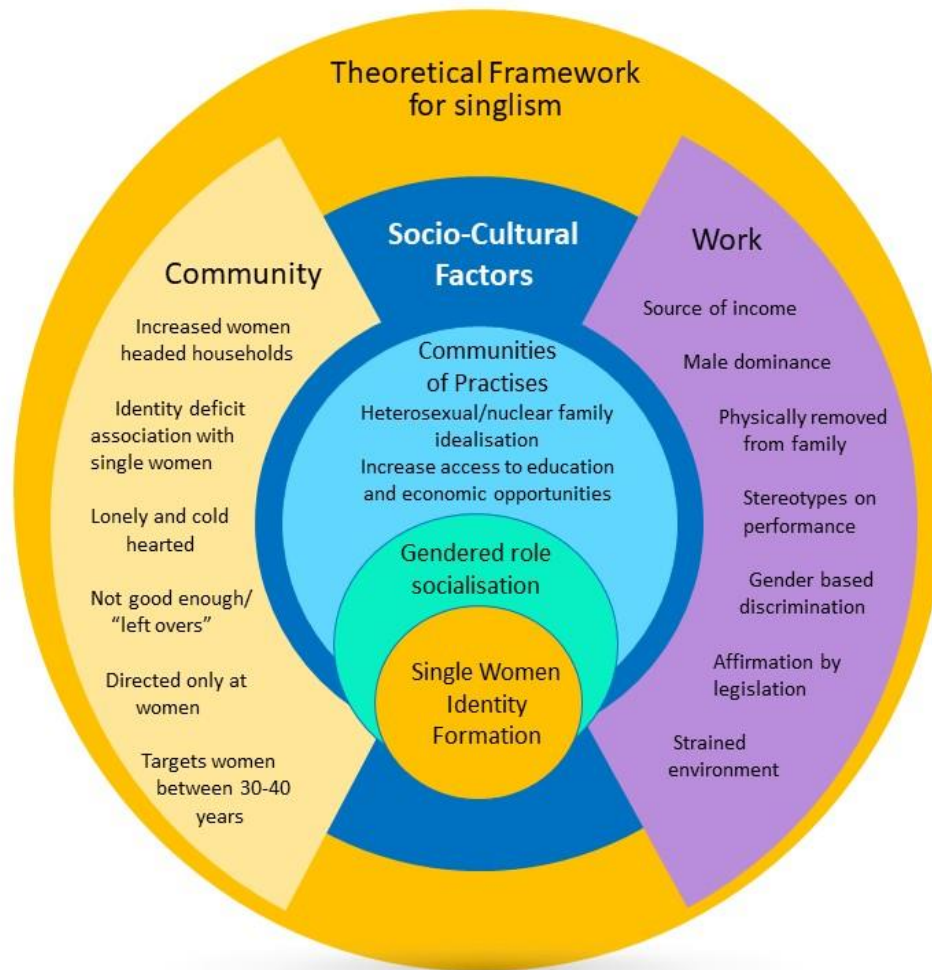 Theoretical Framework
for singlism
Community
Increased women
headed households
Identity deficit
association with
single women
Lonely and cold
hearted
Not good enough/
“left overs”
Directed only at
women
Targets women
between 30-40
years
Socio-Cultural
Factors
Communities
of Practises
Heterosexual/nuclear family
idealisation
Increase access to education
and economic opportunities
Gendered role
socialisation
Single Women
Identity
Formation
Work
Source of income
Male dominance
Physically removed
from family
Stereotypes on
performance
Gender based
discrimination
Affirmation by
legislation
Strained
environment